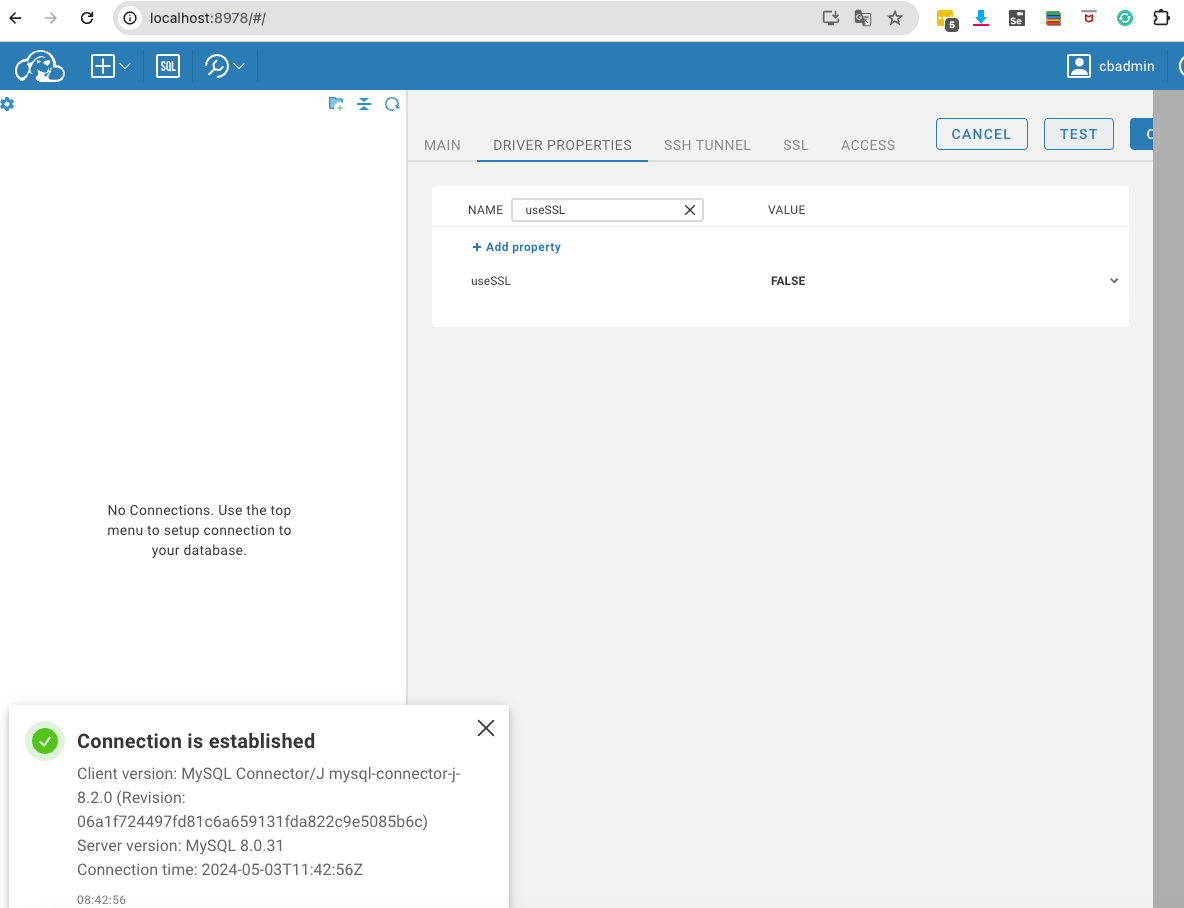 localhost:8978/#/
5
Se
SQL
cbadmin
MAIN
DRIVER PROPERTIES
SSH TUNNEL
SSL
ACCESS
CANCEL
TEST
NAME
useSSL
VALUE
+ Add property
useSSL
FALSE
No Connections. Use the top
menu to setup connection to
your database.
Connection is established
Client version: MySQL Connector/J mysql-connector-j-
8.2.0 (Revision:
06a1f724497fd81c6a659131fda822c9e5085b6c)
Server version: MySQL 8.0.31
Connection time: 2024-05-03T11:42:56Z
08:42:56